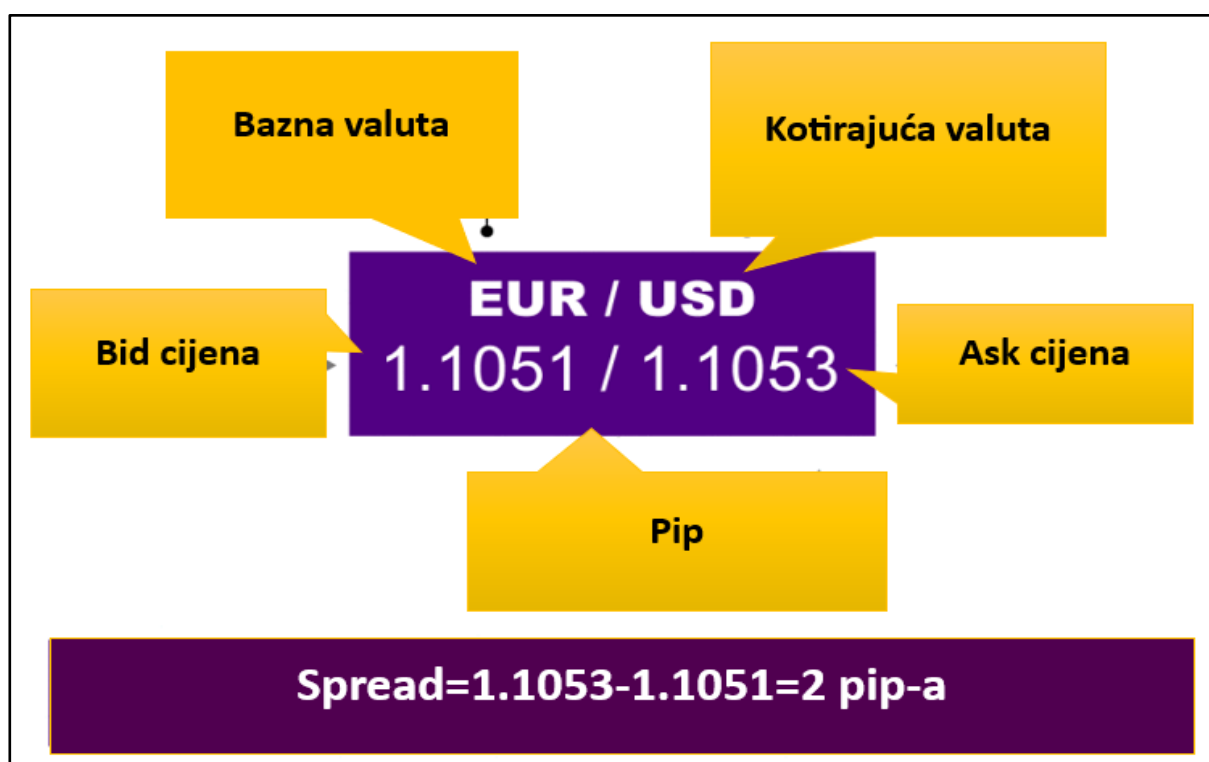 Bazna valuta
Kotirajuća valuta
EUR / USD
Bid cijena
1.1051 / 1.1053
Ask cijena
Pip
Spread=1.1053-1.1051=2 pip-a